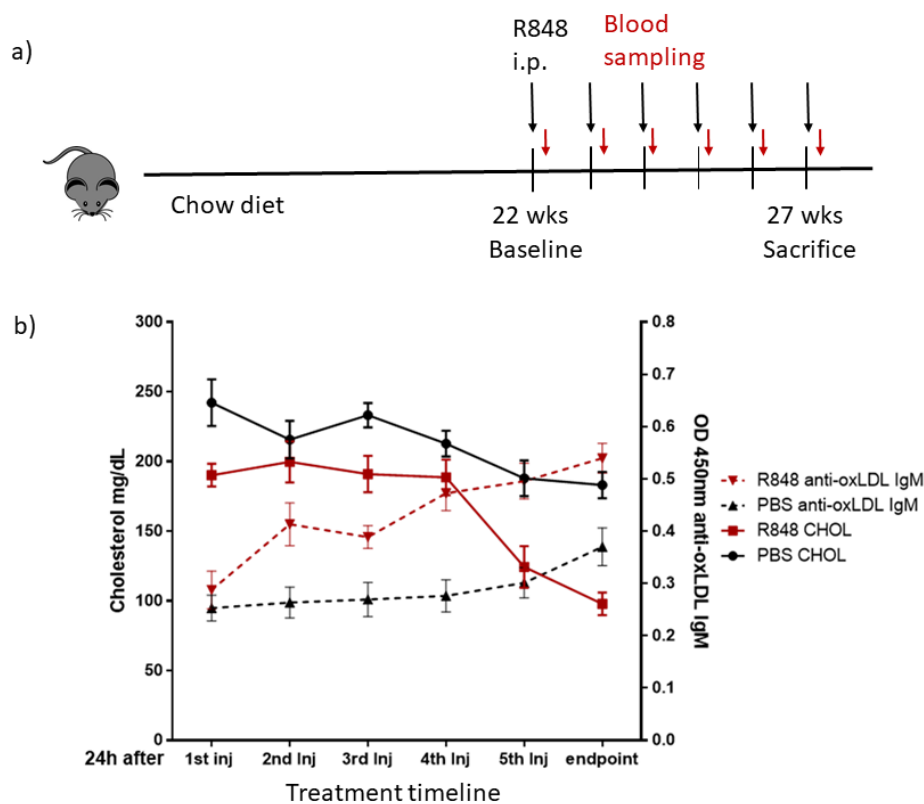 a)
R848
i.p.
Blood
sampling
Chow diet
22 wks
Baseline
27 wks
Sacrifice
b)
300
250
200
150
100
50
0
Cholesterol mg/dL
0.8
0.7
0.6
0.5
0.4
0.3
0.2
0.1
0.0
OD 450nm anti-oxLDL IgM
R848 anti-oxLDL IgM
PBS anti-oxLDL IgM
R848 CHOL
PBS CHOL
24h after
1st inj
2nd Inj
3rd Inj
4th Inj
5th Inj
endpoint
Treatment timeline